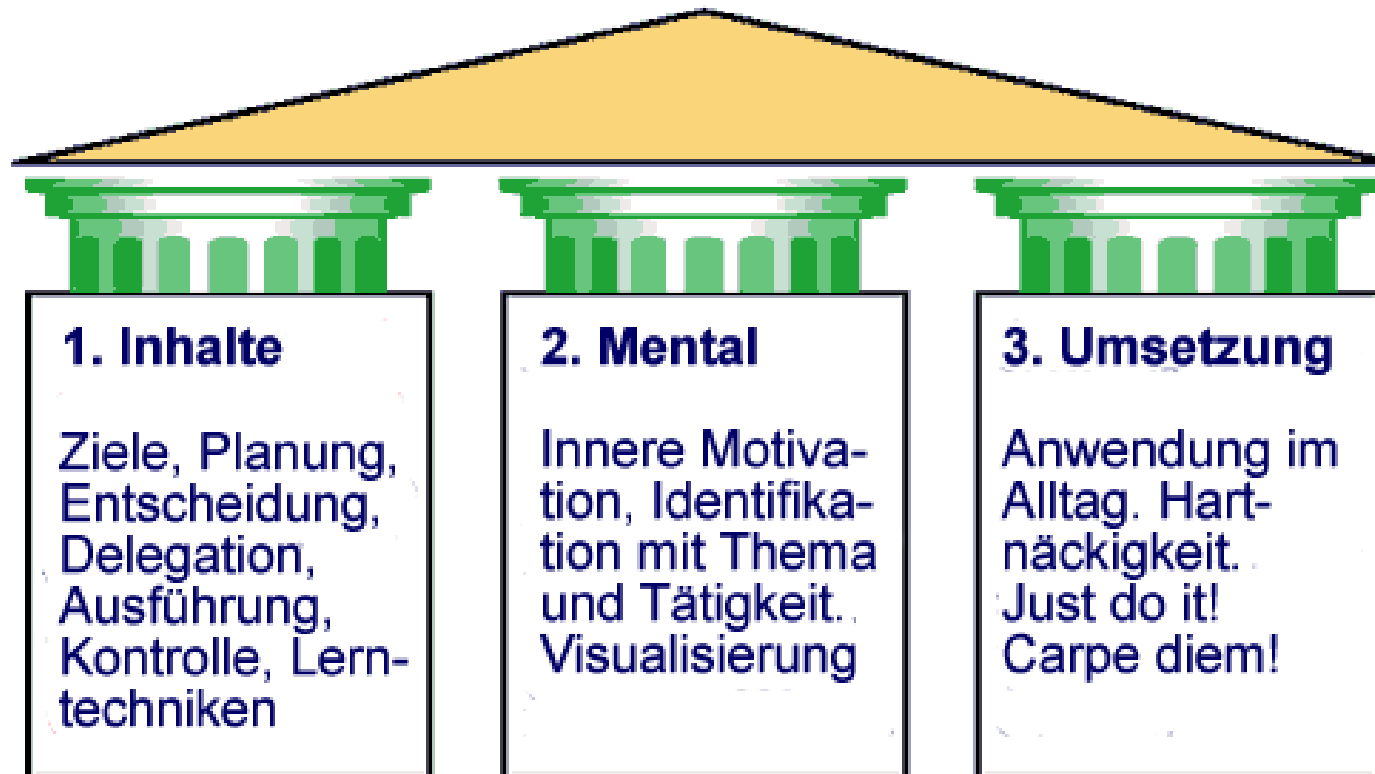 1. Inhalte
Ziele, Planung,
Entscheidung,
Delegation,
Ausführung,
Kontrolle, Lern-
techniken
2. Mental
Innere Motiva-
tion, Identifika-
tion mit Thema
und Tätigkeit.
Visualisierung
3. Umsetzung
Anwendung im
Alltag. Hart-
näckigkeit.
Just do it!
Carpe diem!